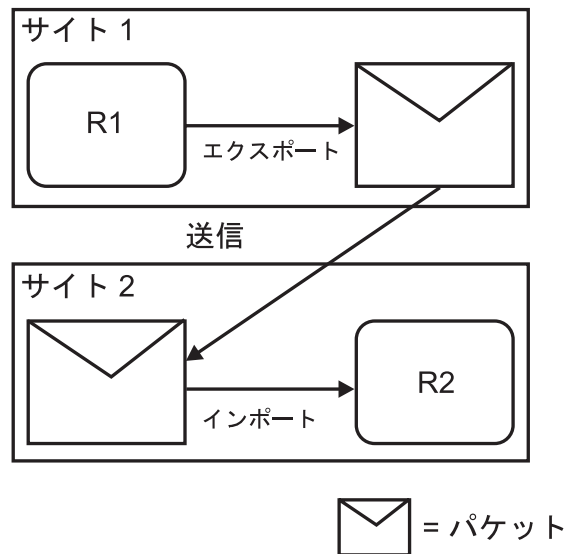 サイト 1
R1
エクスポート
送信
サイト 2
インポート
R2
= パケット